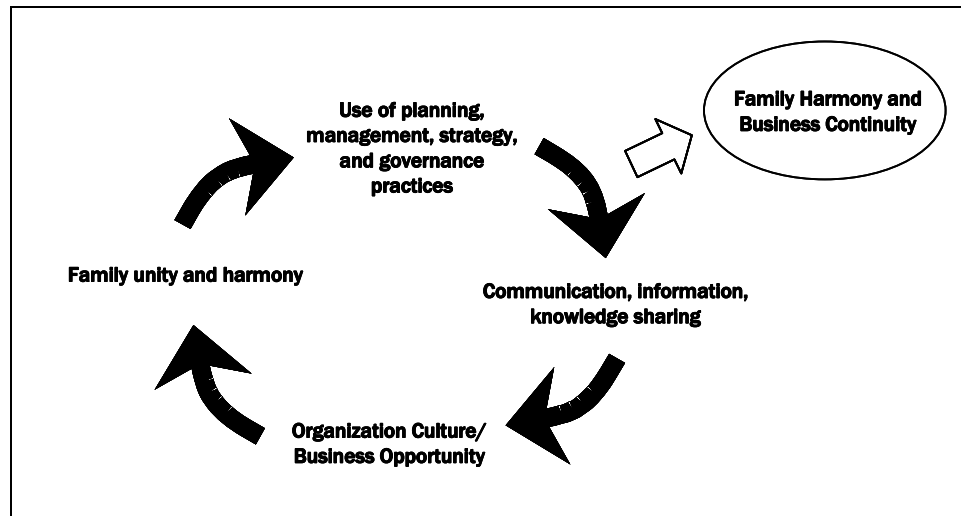 Family Harmony and
Business Continuity
Use of planning,
management, strategy,
and governance
practices
Family unity and harmony
Communication, information,
knowledge sharing
Organization Culture/
Business Opportunity